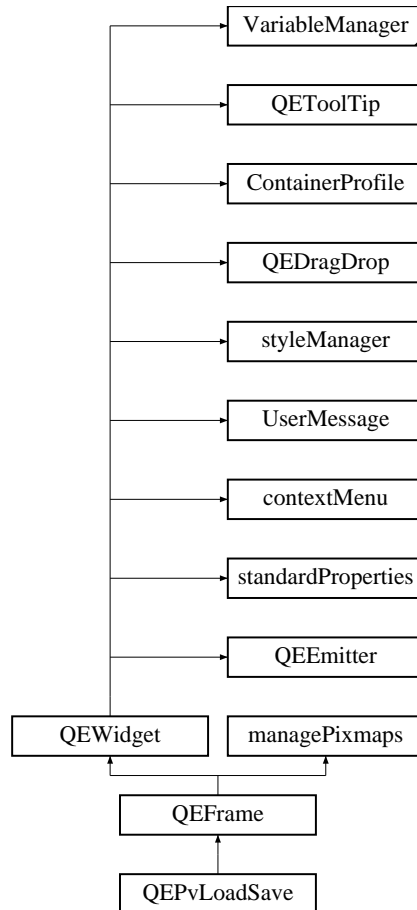 VariableManager
QEToolTip
ContainerProfile
QEDragDrop
styleManager
UserMessage
contextMenu
standardProperties
QEEmitter
QEWidget
managePixmaps
QEFrame
QEPvLoadSave